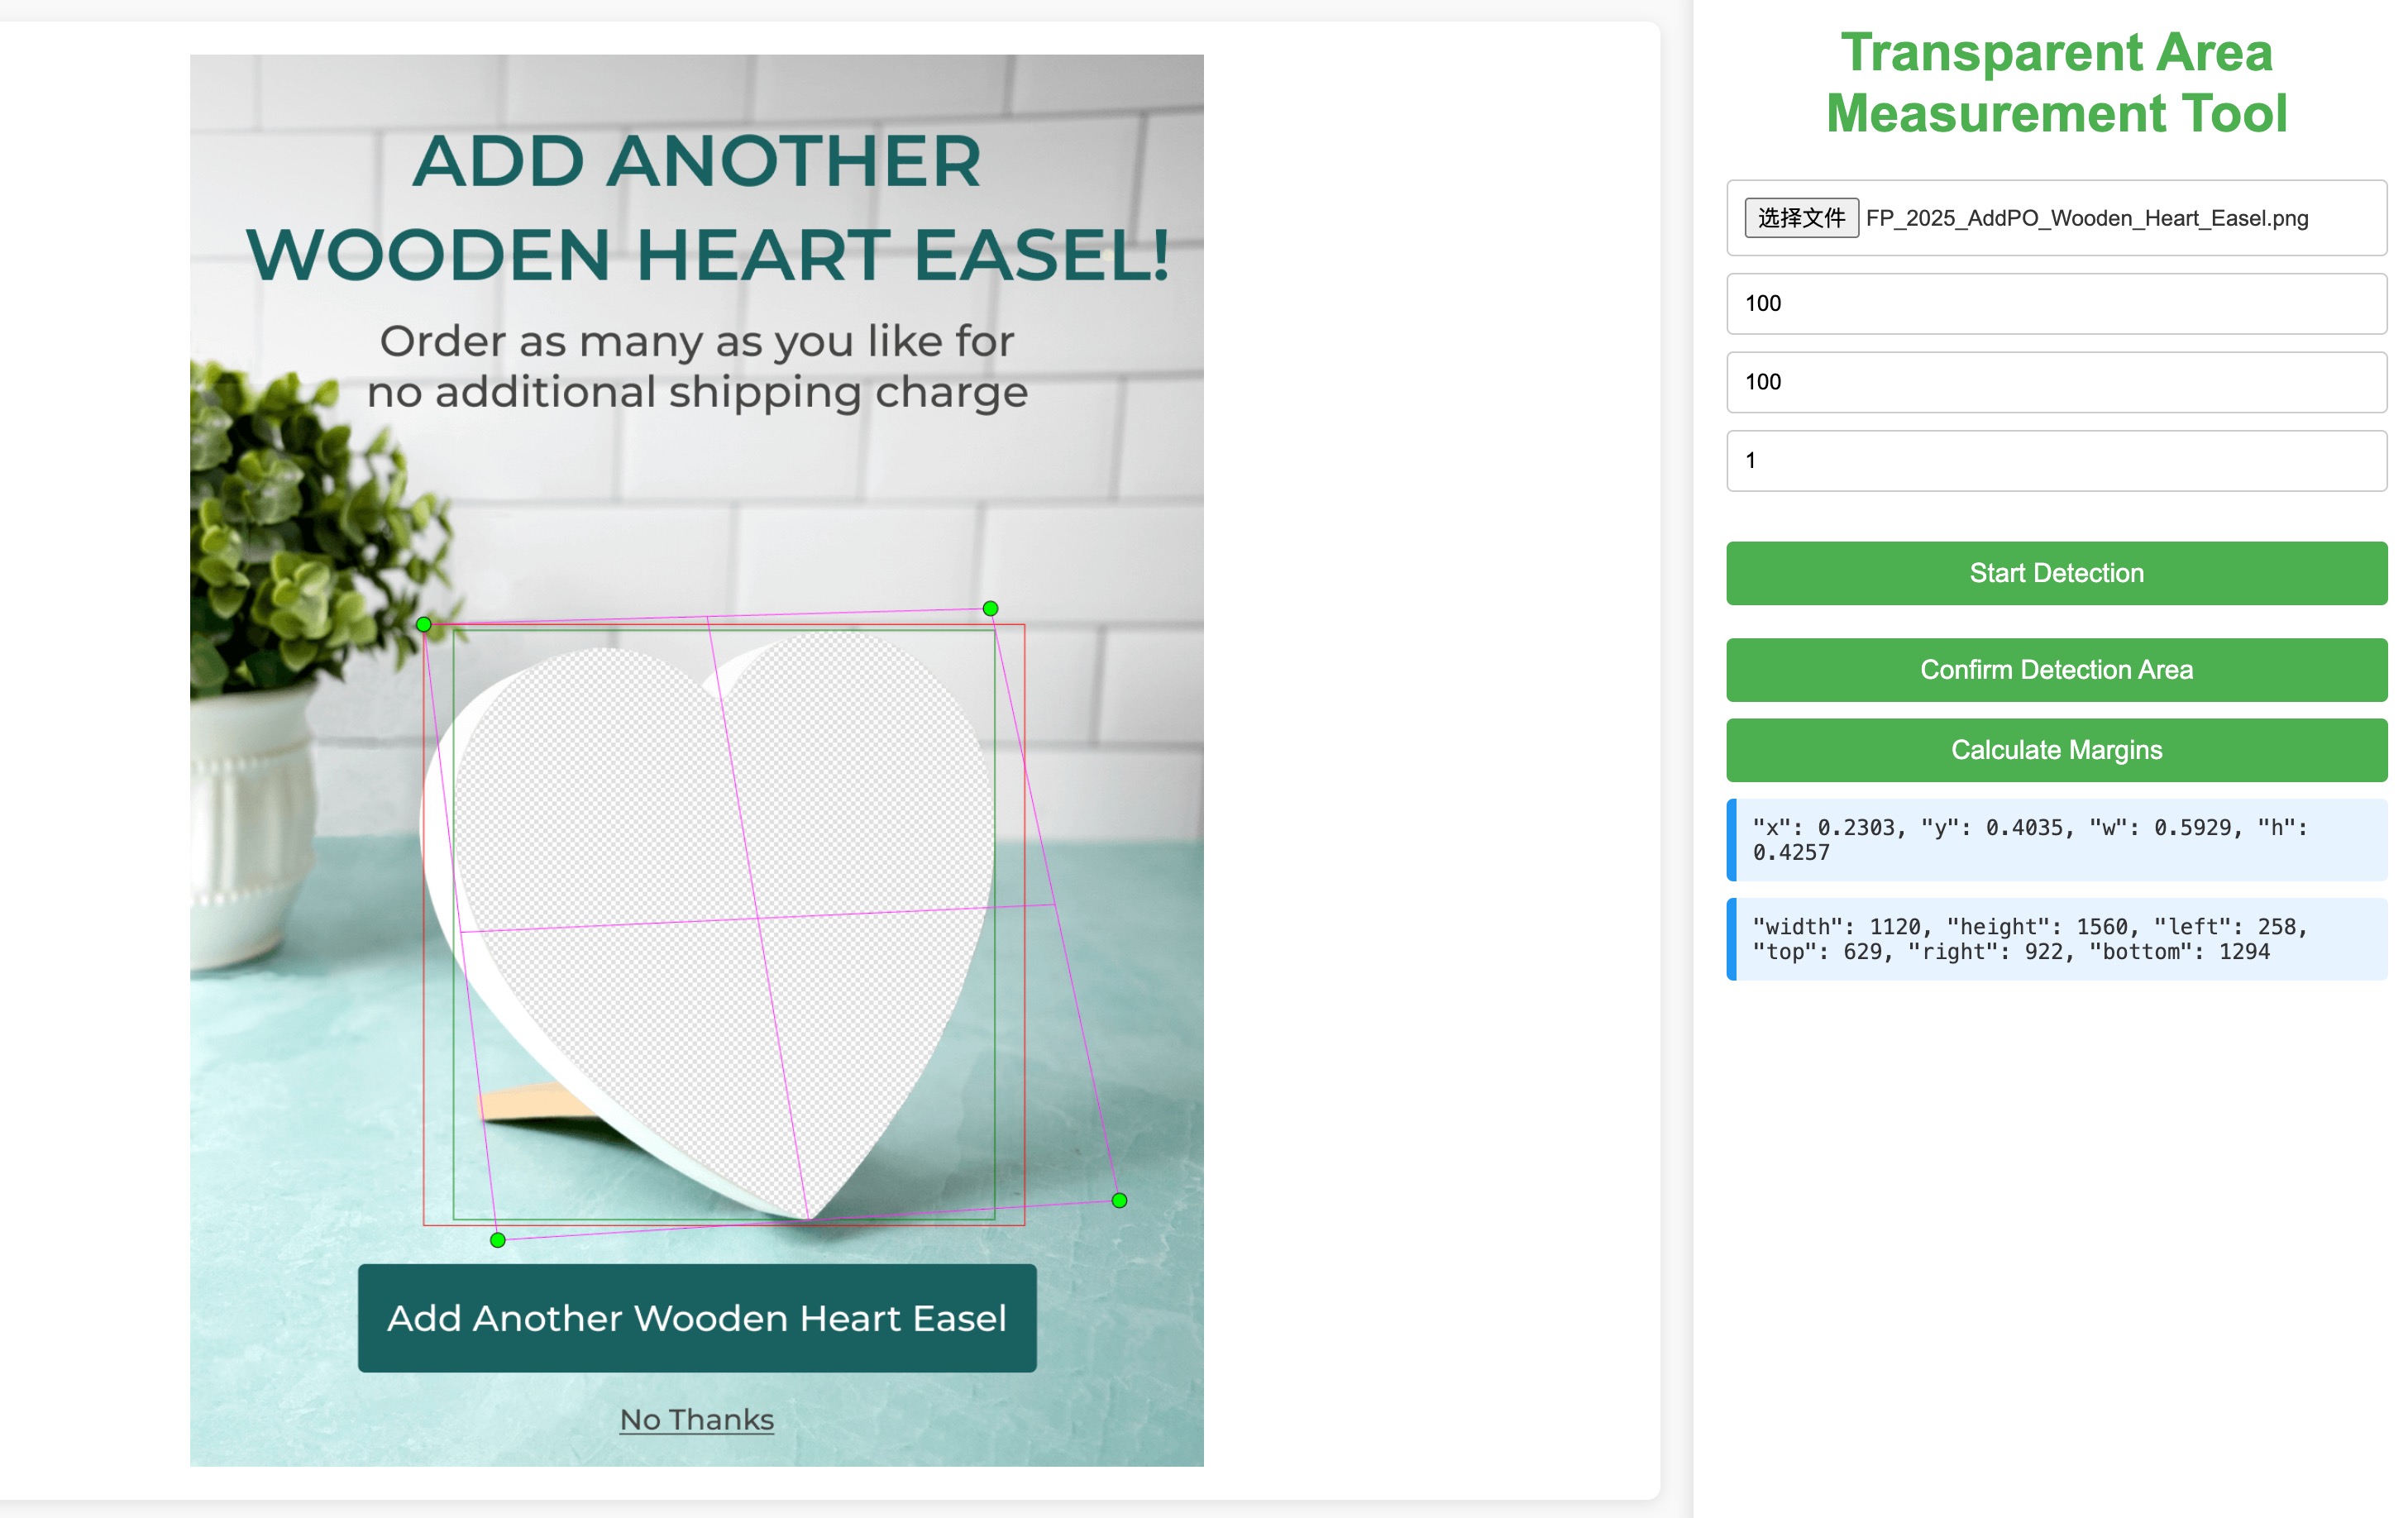 ADD ANOTHER
WOODEN HEART EASEL!
Order as many as you like for
no additional shipping charge
Add Another Wooden Heart Easel
No Thanks
Transparent Area
Measurement Tool
选择文件 FP_2025_AddPO_Wooden_Heart_Easel.png
100
100
1
Start Detection
Confirm Detection Area
Calculate Margins
"x": 0.2303, "y": 0.4035, "w": 0.5929, "h":
0.4257
"width": 1120, "height": 1560, "left": 258,
"top": 629, "right": 922, "bottom": 1294